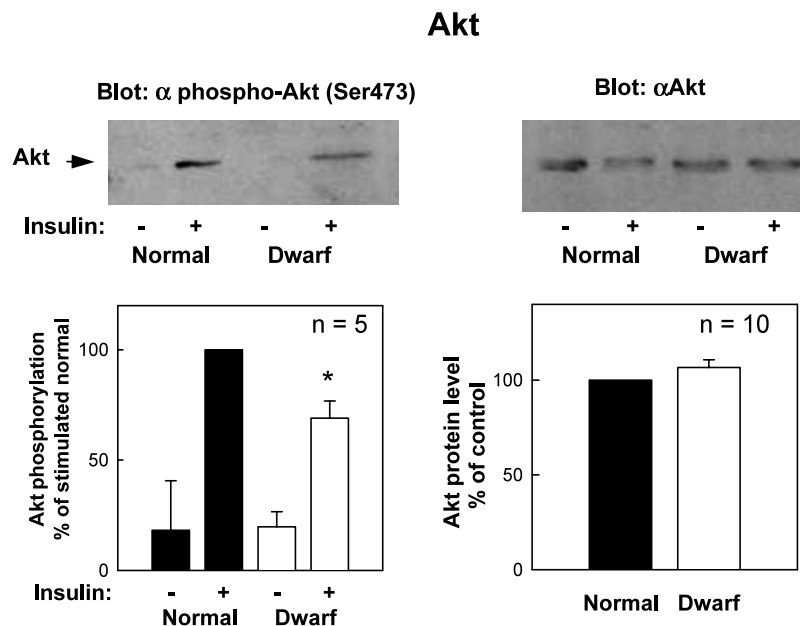 Akt
Blot: α phospho-Akt (Ser473)
Akt
Insulin: - + - +
Normal Dwarf
Blot: αAkt
- + - +
Normal Dwarf
Akt phosphorylation
% of stimulated normal
100
50
0
n = 5
*
Insulin: - + - +
Normal Dwarf
Akt protein level
% of control
100
0
n = 10
Normal Dwarf